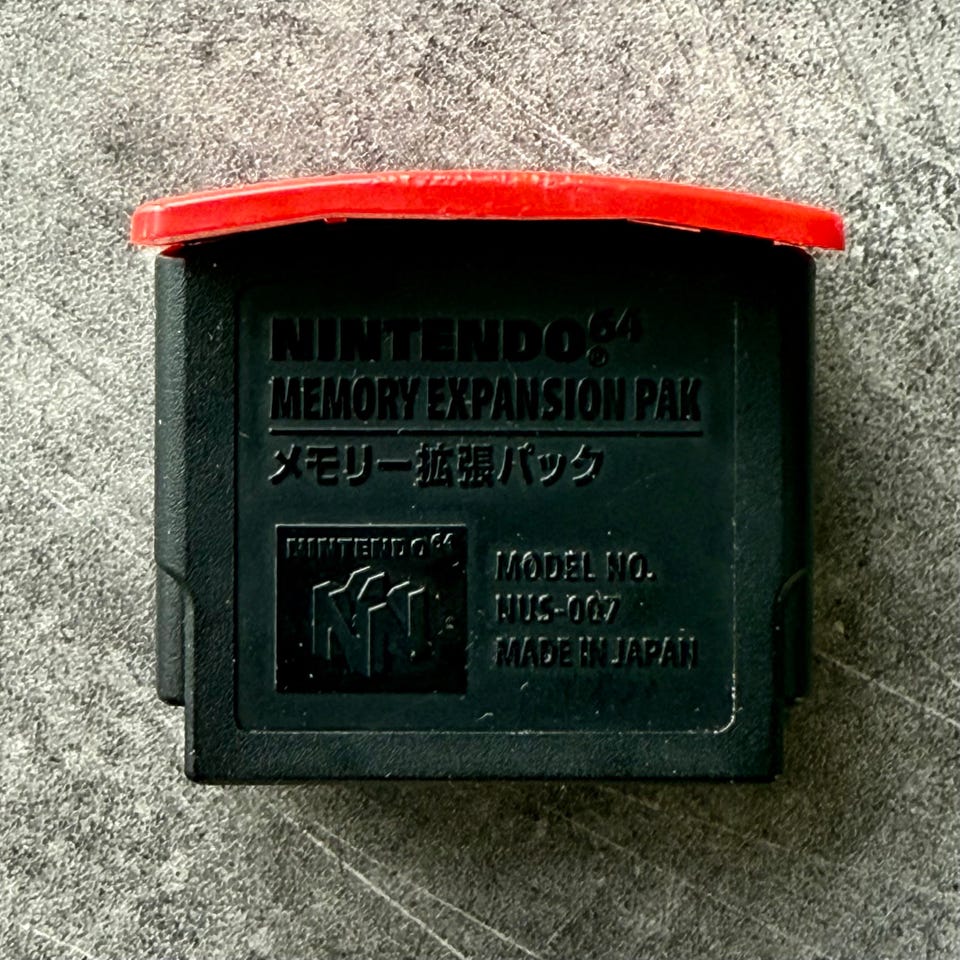 NINTENDO64®
MEMORY EXPANSION PAK
メモリー拡張パック
NINTENDO64
MODEL NO.
NUS-007
MADE IN JAPAN